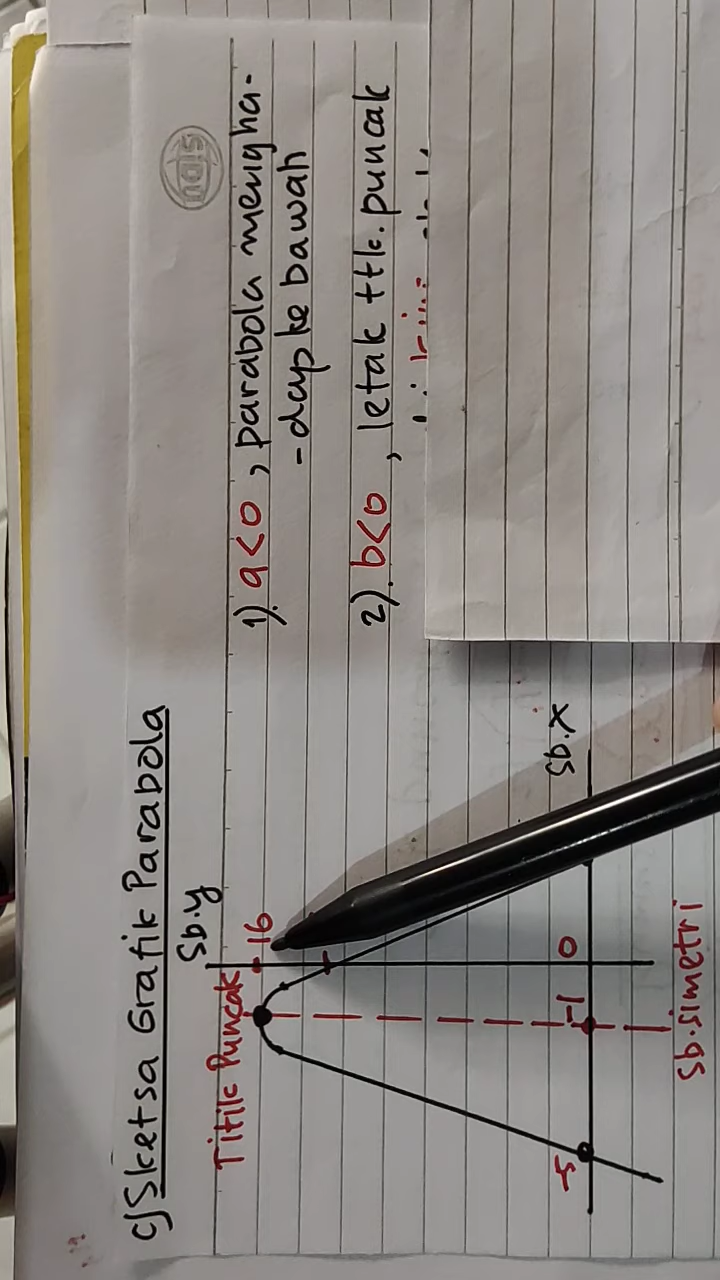 c) Sketsa Grafik Parabola
Sb.y
Titik Puncak
16
Sb.x
0
-1
-5
Sb.simetri
SIDU
1). a<0, parabola mengha-
-dap ke bawah
2). b<0, letak ttk. puncak